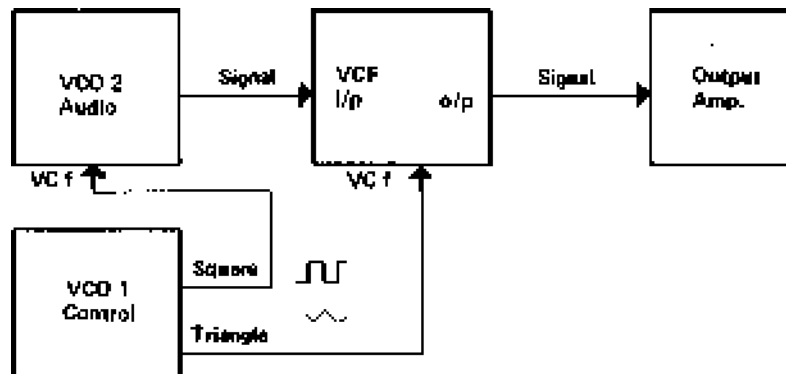 VCO 2
Audio
Signal
VCF
I/p
o/p
Signal
Output
Amp.
VC f
VC f
VCO 1
Control
Square
Triangle